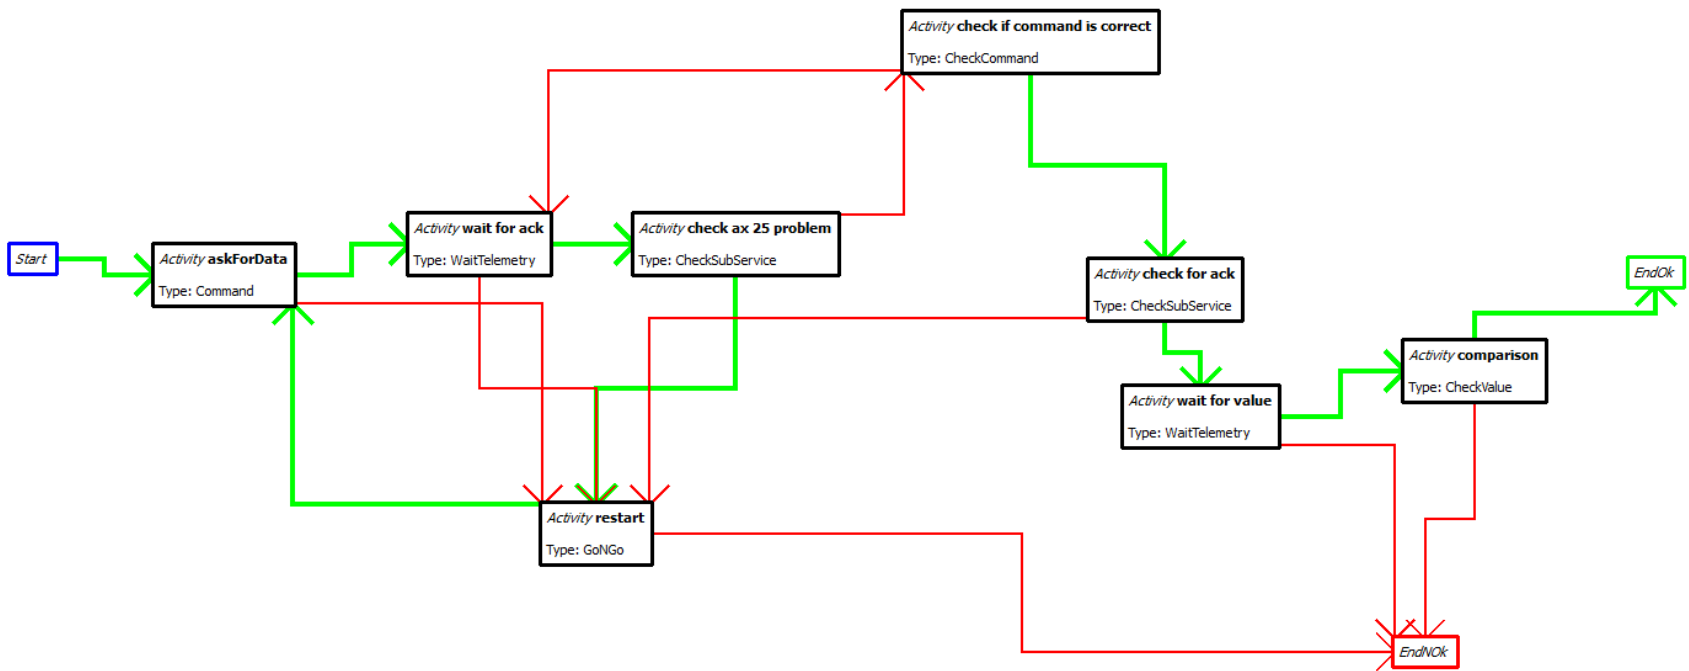 Activity check if command is correct
Type: CheckCommand
Activity wait for ack
Type: WaitTelemetry
Activity check ax 25 problem
Type: CheckSubService
Start
Activity askForData
Type: Command
Activity check for ack
Type: CheckSubService
EndOk
Activity comparison
Type: CheckValue
Activity wait for value
Type: WaitTelemetry
Activity restart
Type: GoNGo
EndNOk